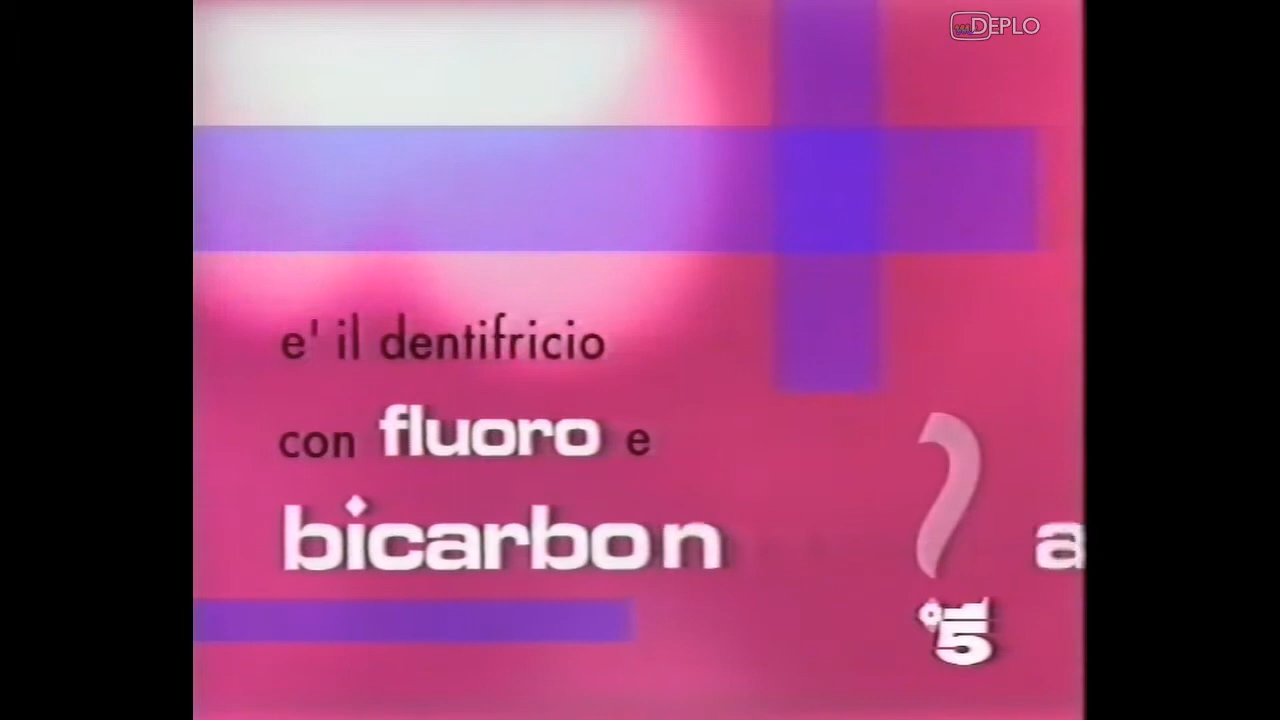 DEPLO
e' il dentifricio
con fluoro e
bicarbon a
5